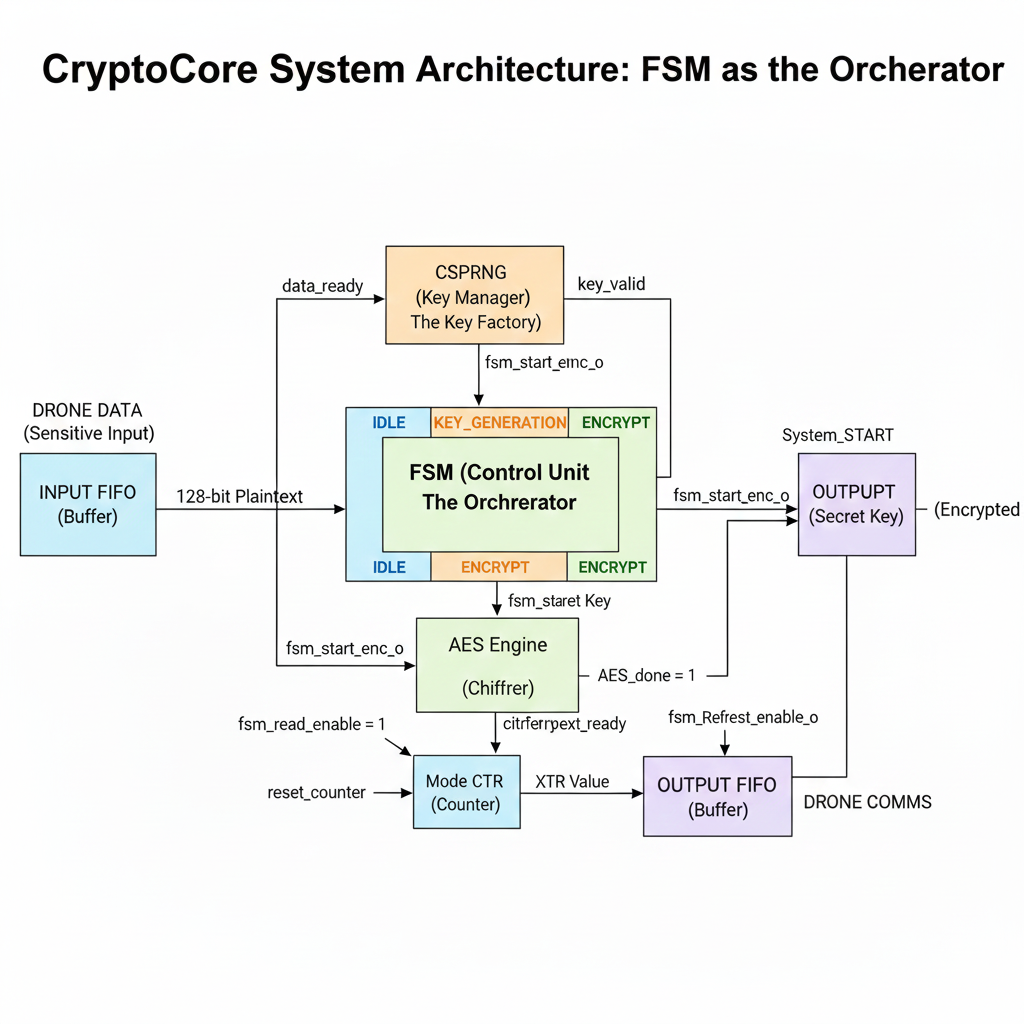 CryptoCore System Architecture: FSM as the Orcherator
CSPRNG
(Key Manager)
The Key Factory)
data_ready
key_valid
fsm_start_emc_o
DRONE DATA
(Sensitive Input)
INPUT FIFO
(Buffer)
128-bit Plaintext
IDLE
KEY_GENERATION
ENCRYPT
FSM (Control Unit
The Orchrerator
IDLE
ENCRYPT
ENCRYPT
System_START
fsm_start_enc_o
OUTPUPT
(Secret Key)
(Encrypted
fsm_staret Key
fsm_start_enc_o
AES Engine
(Chiffrer)
AES_done = 1
fsm_read_enable = 1
fsm_Refrest_enable_o
reset_counter
Mode CTR
(Counter)
XTR Value
OUTPUT FIFO
(Buffer)
DRONE COMMS